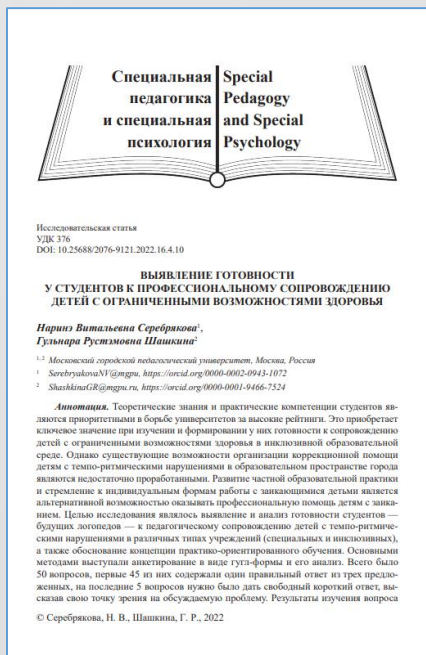 Специальная Special
педагогика Pedagogy
и специальная and Special
психология Psychology
Исследовательская статья
УДК 376
DOI: 10.25688/2076-9121.2022.16.4.10
ВЫЯВЛЕНИЕ ГОТОВНОСТИ
У СТУДЕНТОВ К ПРОФЕССИОНАЛЬНОМУ СОПРОВОЖДЕНИЮ
ДЕТЕЙ С ОГРАНИЧЕННЫМИ ВОЗМОЖНОСТЯМИ ЗДОРОВЬЯ
Наринэ Витальевна Серебрякова¹,
Гульнара Рустэмовна Шашкина²
1, 2 Московский городской педагогический университет, Москва, Россия
1 SerebryakovaNV@mgpu, https://orcid.org/0000-0002-0943-1072
2 ShashkinaGR@mgpu.ru, https://orcid.org/0000-0001-9466-7524
Аннотация. Теоретические знания и практические компетенции студентов яв-
ляются приоритетными в борьбе университетов за высокие рейтинги. Это приобретает
ключевое значение при изучении и формировании у них готовности к сопровождению
детей с ограниченными возможностями здоровья в инклюзивной образовательной
среде. Однако существующие возможности организации коррекционной помощи
детям с темпо-ритмическими нарушениями в образовательном пространстве города
являются недостаточно проработанными. Развитие частной образовательной практики
и стремление к индивидуальным формам работы с заикающимися детьми является
альтернативной возможностью оказывать профессиональную помощь детям с заика-
нием. Целью исследования являлось выявление и анализ готовности студентов —
будущих логопедов — к педагогическому сопровождению детей с темпо-ритмиче-
скими нарушениями в различных типах учреждений (специальных и инклюзивных),
а также обоснование концепции практико-ориентированного обучения. Основными
методами выступали анкетирование в виде гугл-формы и его анализ. Всего было
50 вопросов, первые 45 из них содержали один правильный ответ из трех предло-
женных, на последние 5 вопросов нужно было дать свободный короткий ответ, вы-
сказав свою точку зрения на обсуждаемую проблему. Результаты изучения вопроса
© Серебрякова, Н. В., Шашкина, Г. Р., 2022